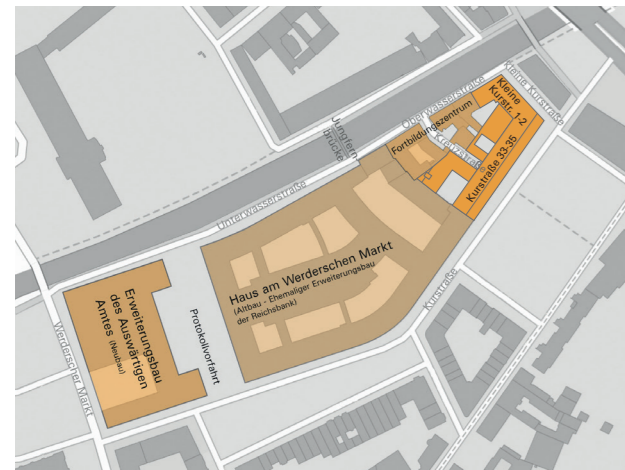 Kleine Kurstraße
Kleine
Kurstr. 1-2
Oberwasserstraße
Fortbildungszentrum
Kreuzstraße
Kurstraße 33-35
Jungfern-
brücke
Unterwasserstraße
Haus am Werderschen Markt
(Altbau - Ehemaliger Erweiterungsbau
der Reichsbank)
Kurstraße
Protokollvorfahrt
Erweiterungsbau
des Auswärtigen
Amtes (Neubau)
Werderscher Markt